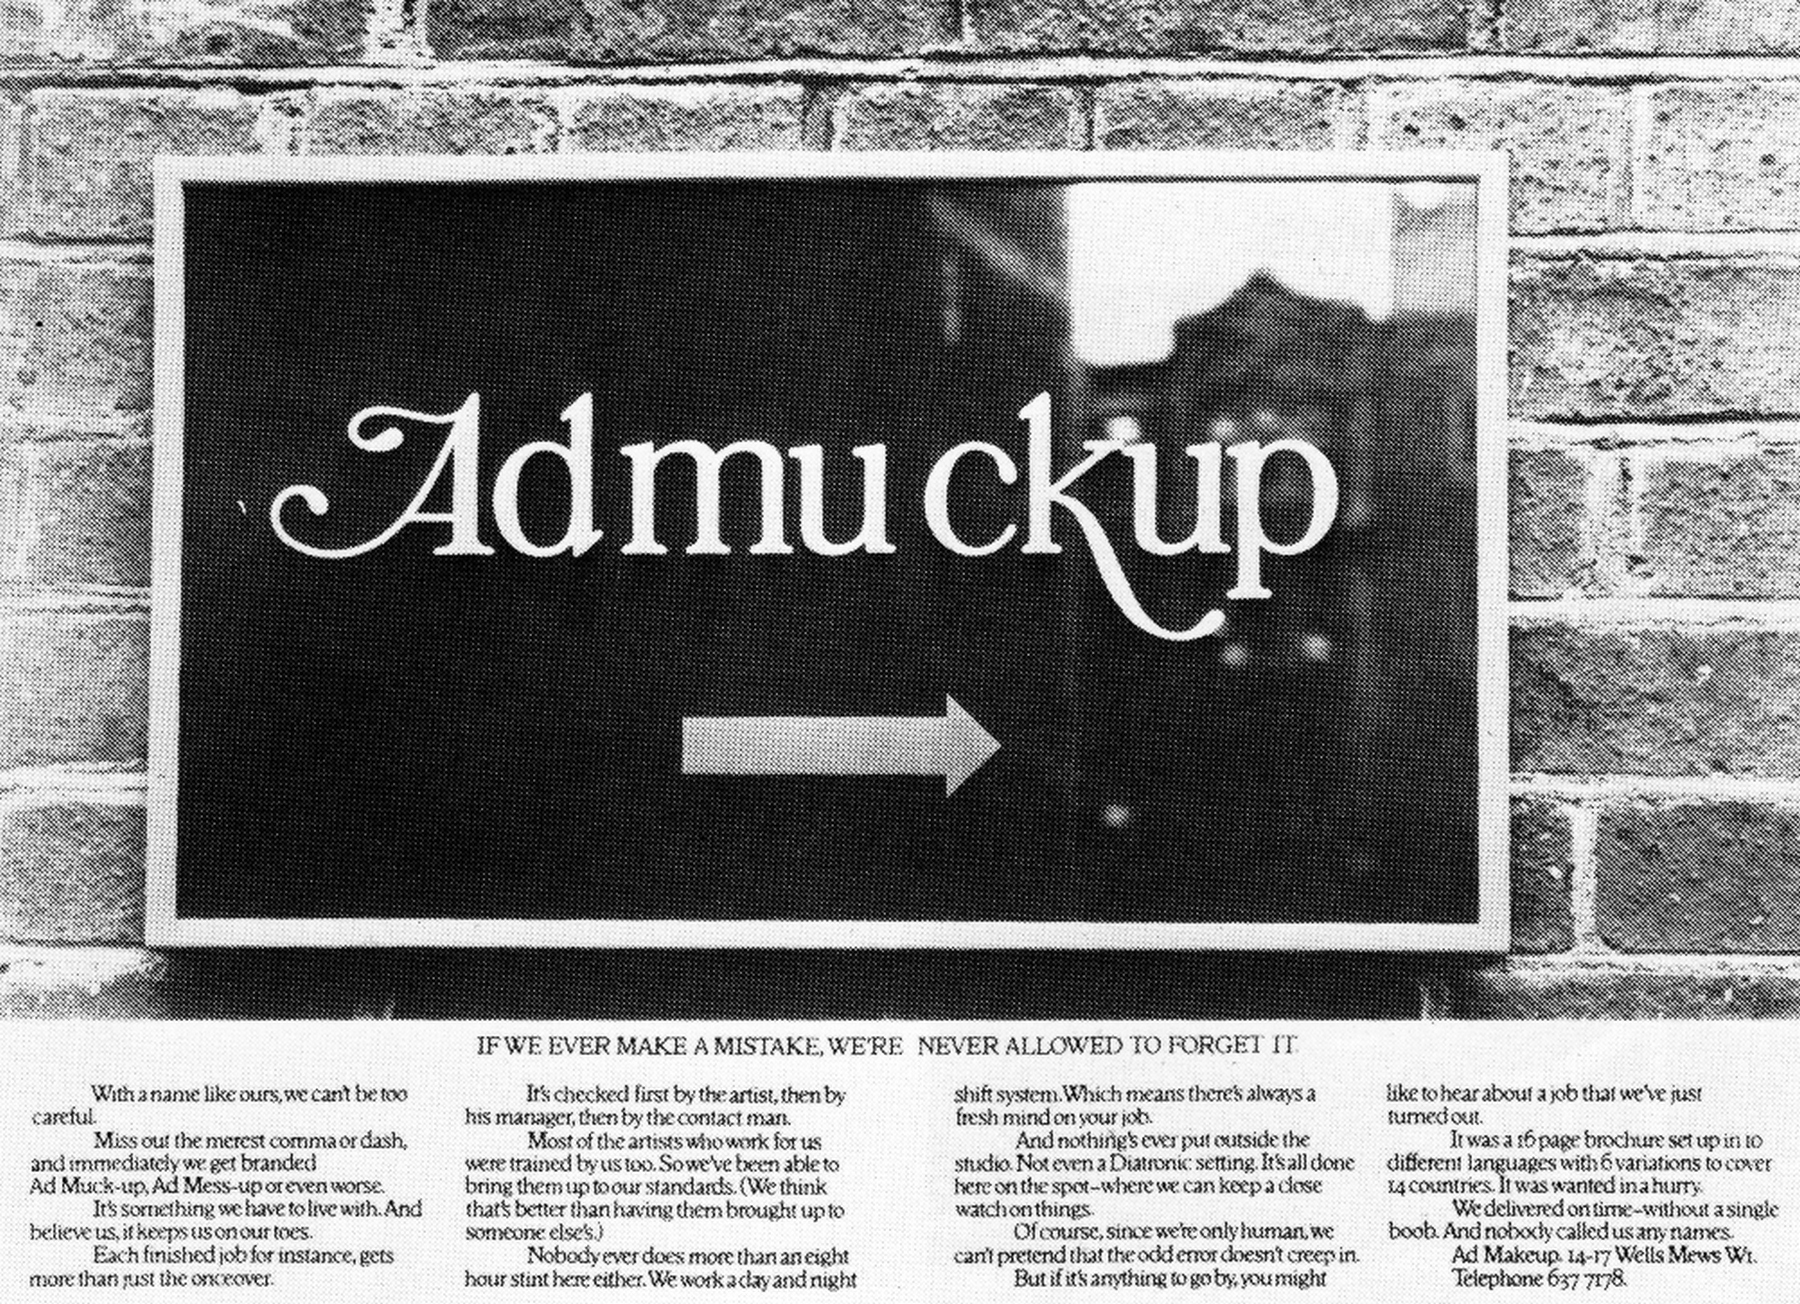 Admuckup
IF WE EVER MAKE A MISTAKE, WE'RE NEVER ALLOWED TO FORGET IT.
With a name like ours, we can't be too
careful.
Miss out the merest comma or dash,
and immediately we get branded
Ad Muck-up, Ad Mess-up or even worse.
It's something we have to live with. And
believe us, it keeps us on our toes.
Each finished job for instance, gets
more than just the onceover.
It's checked first by the artist, then by
his manager, then by the contact man.
Most of the artists who work for us
were trained by us too. So we've been able to
bring them up to our standards. (We think
that's better than having them brought up to
someone else's.)
Nobody ever does more than an eight
hour stint here either. We work a day and night
shift system. Which means there's always a
fresh mind on your job.
And nothing's ever put outside the
studio. Not even a Diatronic setting. It's all done
here on the spot–where we can keep a close
watch on things.
Of course, since we're only human, we
can't pretend that the odd error doesn't creep in.
But if it's anything to go by, you might
like to hear about a job that we've just
turned out.
It was a 16 page brochure set up in 10
different languages with 6 variations to cover
14 countries. It was wanted in a hurry.
We delivered on time–without a single
boob. And nobody called us any names.
Ad Makeup. 14-17 Wells Mews W1.
Telephone 637 7178.